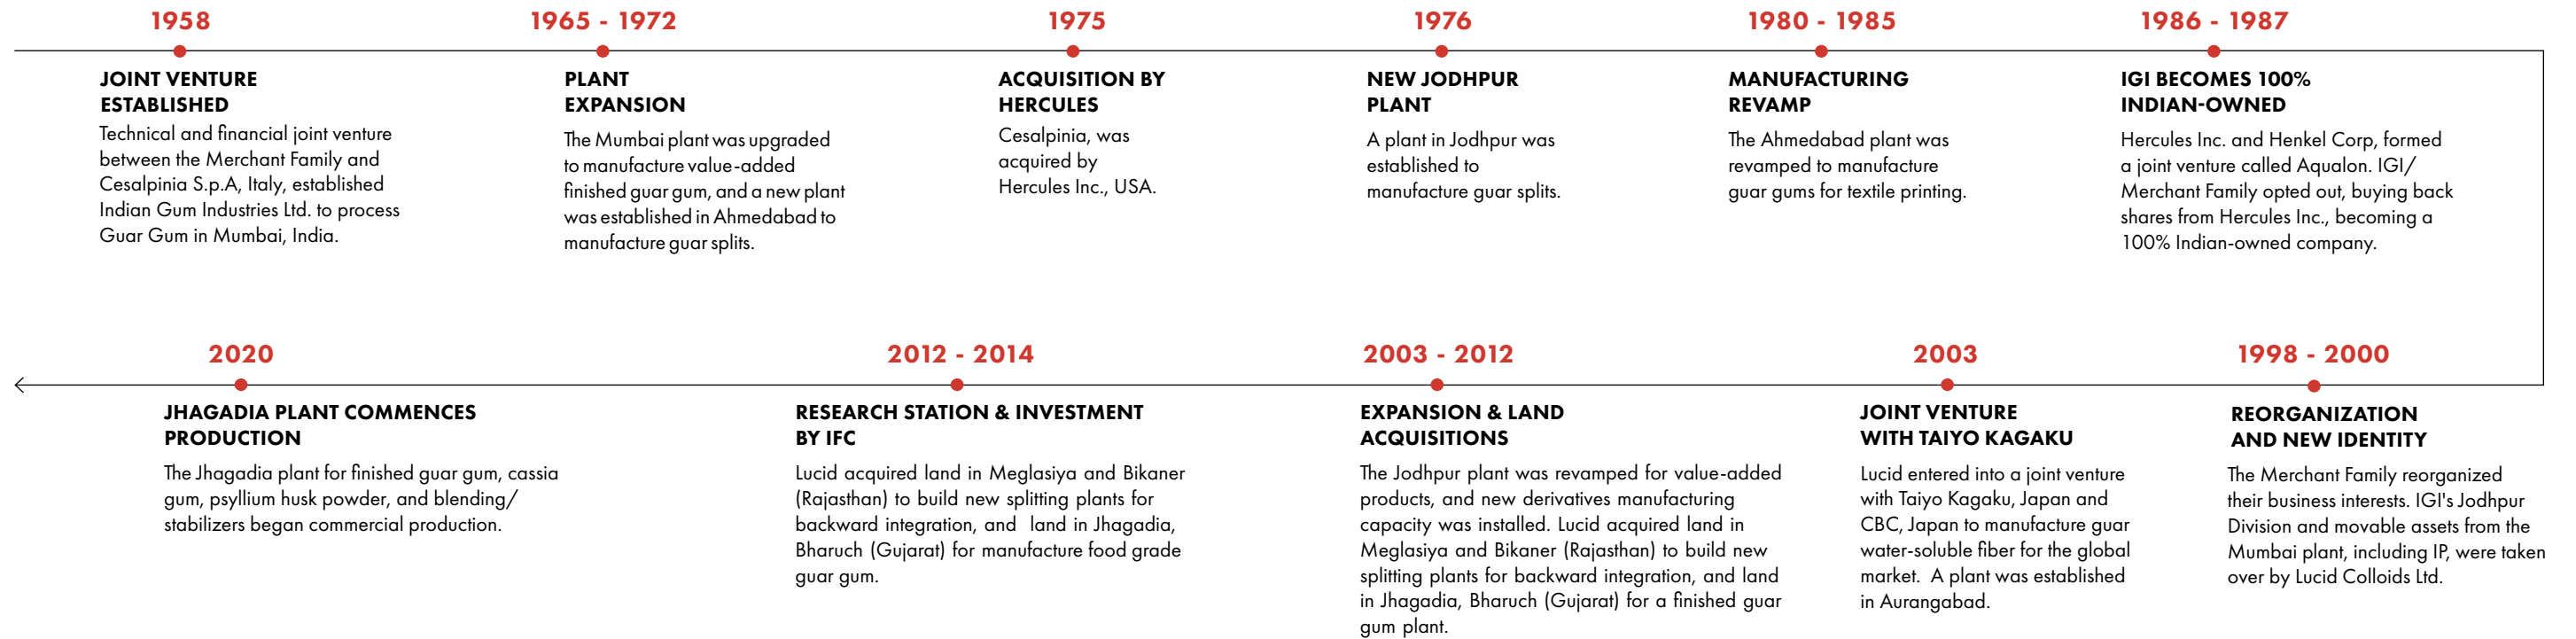 1958
JOINT VENTURE
ESTABLISHED
Technical and financial joint venture
between the Merchant Family and
Cesalpinia S.p.A, Italy, established
Indian Gum Industries Ltd. to process
Guar Gum in Mumbai, India.
1965 - 1972
PLANT
EXPANSION
The Mumbai plant was upgraded
to manufacture value-added
finished guar gum, and a new plant
was established in Ahmedabad to
manufacture guar splits.
1975
ACQUISITION BY
HERCULES
Cesalpinia, was
acquired by
Hercules Inc., USA.
1976
NEW JODHPUR
PLANT
A plant in Jodhpur was
established to
manufacture guar splits.
1980 - 1985
MANUFACTURING
REVAMP
The Ahmedabad plant was
revamped to manufacture
guar gums for textile printing.
1986 - 1987
IGI BECOMES 100%
INDIAN-OWNED
Hercules Inc. and Henkel Corp, formed
a joint venture called Aqualon. IGI/
Merchant Family opted out, buying back
shares from Hercules Inc., becoming a
100% Indian-owned company.
1998 - 2000
REORGANIZATION
AND NEW IDENTITY
The Merchant Family reorganized
their business interests. IGI's Jodhpur
Division and movable assets from the
Mumbai plant, including IP, were taken
over by Lucid Colloids Ltd.
2003
JOINT VENTURE
WITH TAIYO KAGAKU
Lucid entered into a joint venture
with Taiyo Kagaku, Japan and
CBC, Japan to manufacture guar
water-soluble fiber for the global
market. A plant was established
in Aurangabad.
2003 - 2012
EXPANSION & LAND
ACQUISITIONS
The Jodhpur plant was revamped for value-added
products, and new derivatives manufacturing
capacity was installed. Lucid acquired land in
Meglasiya and Bikaner (Rajasthan) to build new
splitting plants for backward integration, and land
in Jhagadia, Bharuch (Gujarat) for a finished guar
gum plant.
2012 - 2014
RESEARCH STATION & INVESTMENT
BY IFC
Lucid acquired land in Meglasiya and Bikaner
(Rajasthan) to build new splitting plants for
backward integration, and land in Jhagadia,
Bharuch (Gujarat) for manufacture food grade
guar gum.
2020
JHAGADIA PLANT COMMENCES
PRODUCTION
The Jhagadia plant for finished guar gum, cassia
gum, psyllium husk powder, and blending/
stabilizers began commercial production.